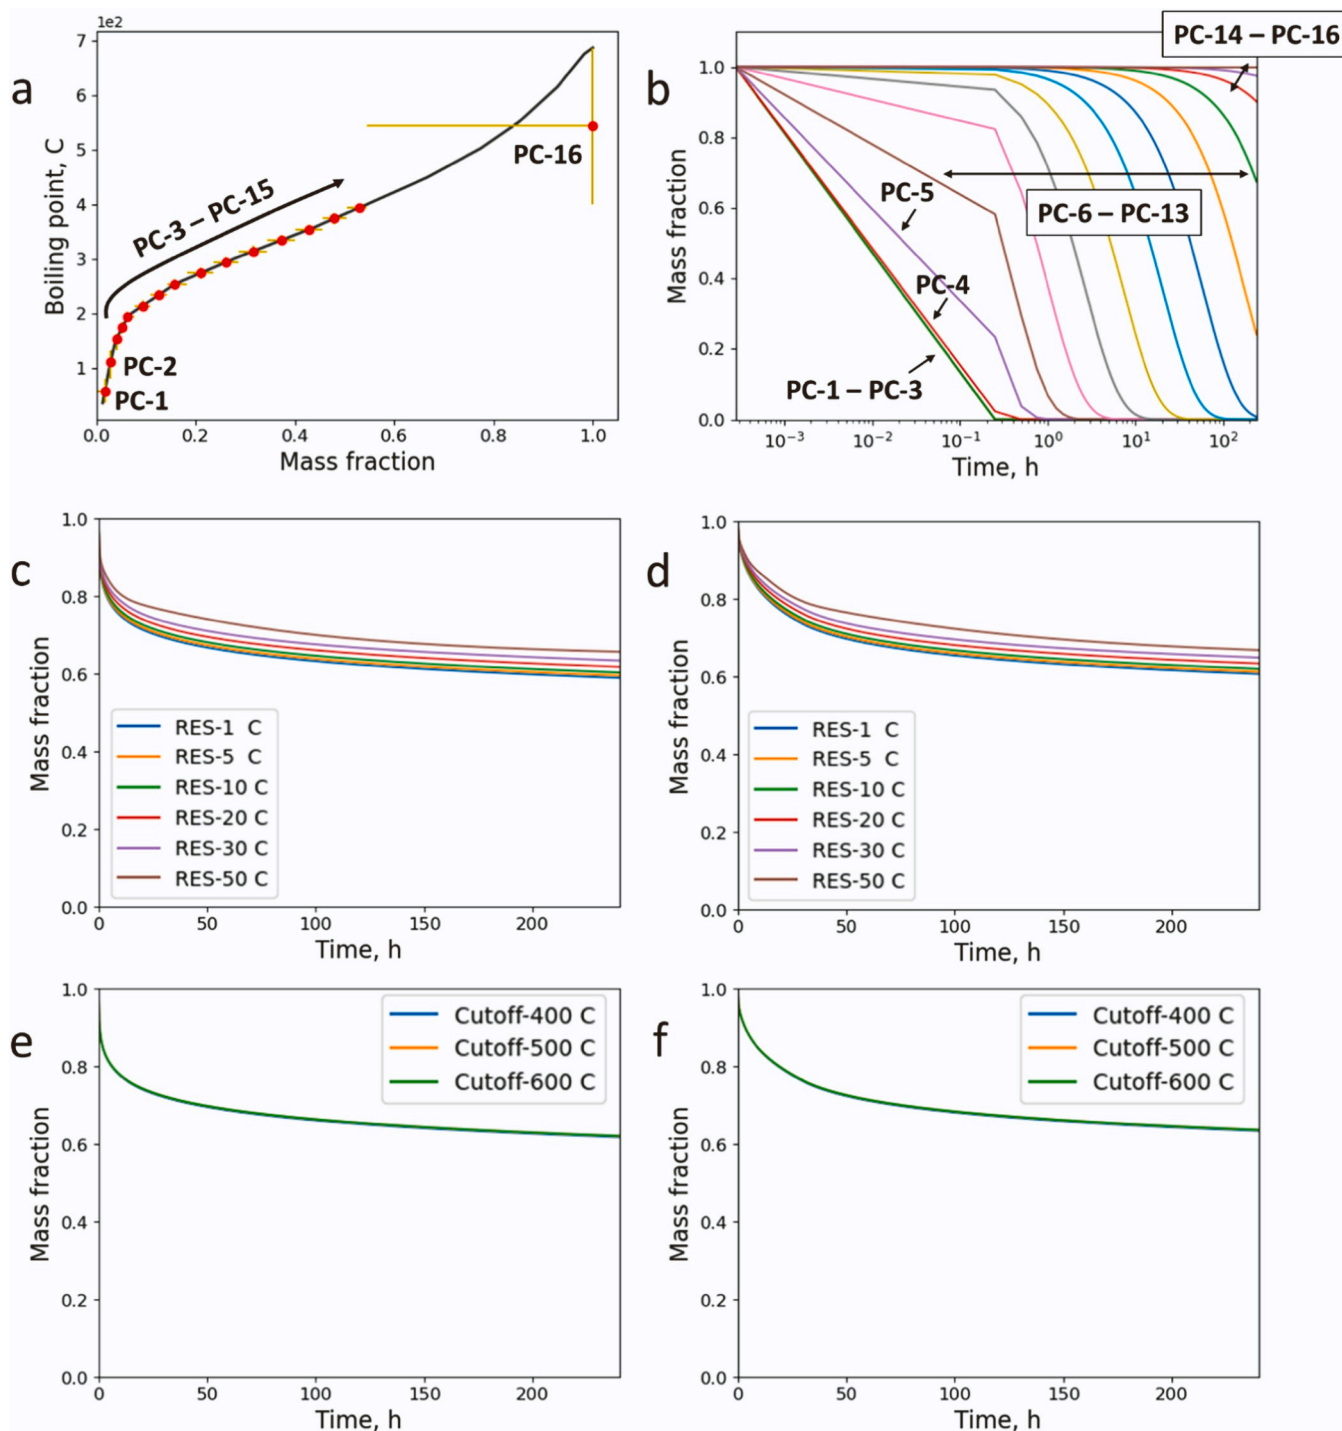 a
1e2
7
6
5
4
3
2
1
Boiling point, C
PC-3 – PC-15
PC-16
PC-2
PC-1
0.0 0.2 0.4 0.6 0.8 1.0
Mass fraction
b
PC-14 – PC-16
1.0
0.8
0.6
0.4
0.2
0.0
Mass fraction
PC-5
PC-6 – PC-13
PC-4
PC-1 – PC-3
10⁻³ 10⁻² 10⁻¹ 10⁰ 10¹ 10²
Time, h
c
1.0
0.8
0.6
0.4
0.2
0.0
Mass fraction
RES-1 C
RES-5 C
RES-10 C
RES-20 C
RES-30 C
RES-50 C
0 50 100 150 200
Time, h
d
1.0
0.8
0.6
0.4
0.2
0.0
Mass fraction
RES-1 C
RES-5 C
RES-10 C
RES-20 C
RES-30 C
RES-50 C
0 50 100 150 200
Time, h
e
1.0
0.8
0.6
0.4
0.2
0.0
Mass fraction
Cutoff-400 C
Cutoff-500 C
Cutoff-600 C
0 50 100 150 200
Time, h
f
1.0
0.8
0.6
0.4
0.2
0.0
Mass fraction
Cutoff-400 C
Cutoff-500 C
Cutoff-600 C
0 50 100 150 200
Time, h